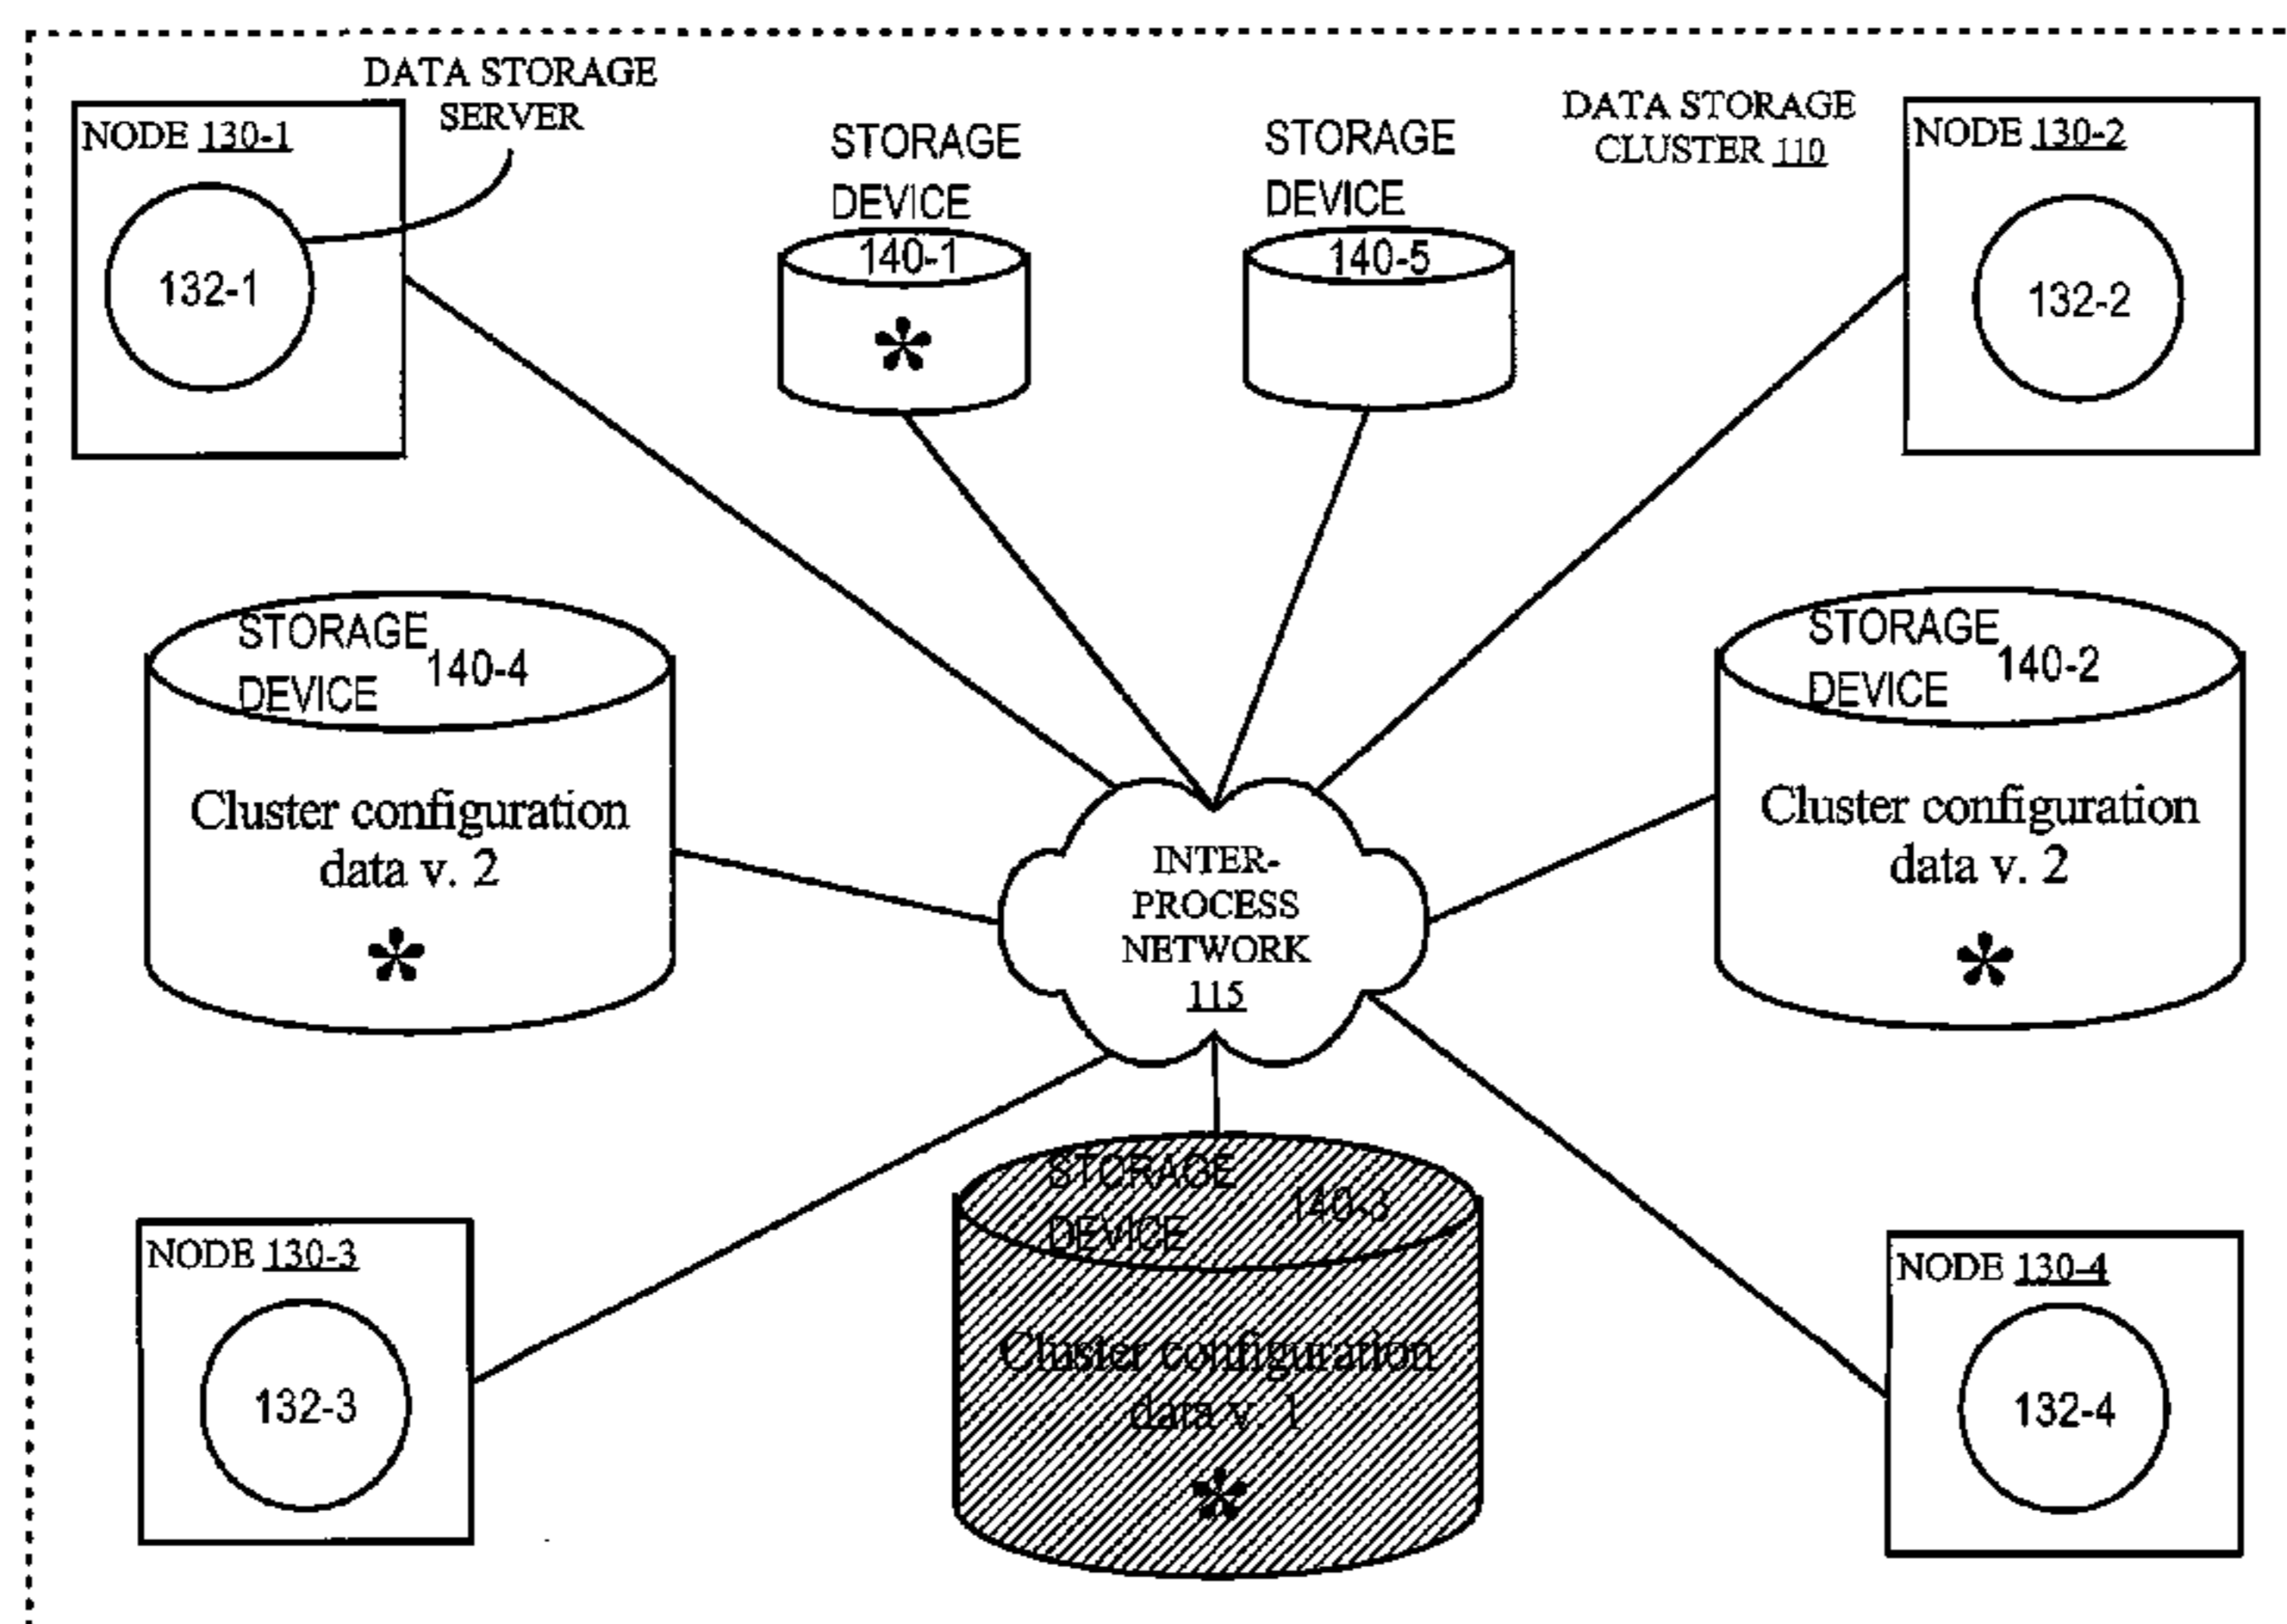 DATA STORAGE
SERVER
NODE 130-1
132-1
STORAGE
DEVICE
140-1
*
STORAGE
DEVICE
140-5
DATA STORAGE
CLUSTER 110
NODE 130-2
132-2
STORAGE
DEVICE
140-4
Cluster configuration
data v. 2
*
INTER-
PROCESS
NETWORK
115
STORAGE
DEVICE
140-2
Cluster configuration
data v. 2
*
NODE 130-3
132-3
STORAGE
DEVICE
140-3
Cluster configuration
data v. 1
*
NODE 130-4
132-4